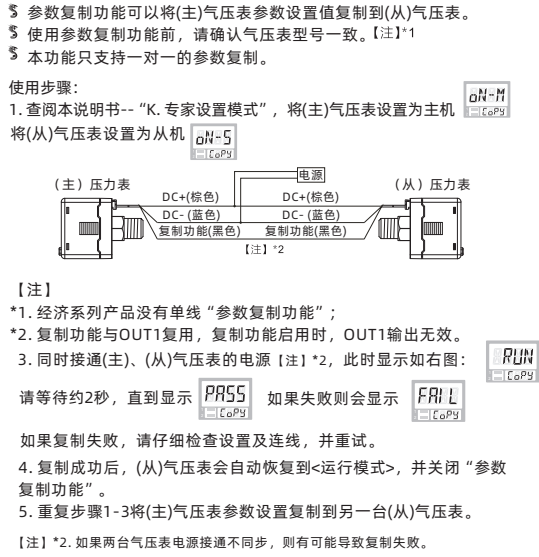 § 参数复制功能可以将(主)气压表参数设置值复制到(从)气压表。
§ 使用参数复制功能前，请确认气压表型号一致。【注】*1
§ 本功能只支持一对一的参数复制。
使用步骤：
1. 查阅本说明书--“K. 专家设置模式”，将(主)气压表设置为主机 oN-M CoPY
将(从)气压表设置为从机 oN-S CoPY
电源
（主）压力表 （从）压力表
DC+(棕色) DC+(棕色)
DC- (蓝色) DC- (蓝色)
复制功能(黑色) 复制功能(黑色)
【注】*2
【注】
*1. 经济系列产品没有单线“参数复制功能”；
*2. 复制功能与OUT1复用，复制功能启用时，OUT1输出无效。
3. 同时接通(主)、(从)气压表的电源【注】*2，此时显示如右图： RUN CoPY
请等待约2秒，直到显示 PASS CoPY 如果失败则会显示 FAIL CoPY
如果复制失败，请仔细检查设置及连线，并重试。
4. 复制成功后，(从)气压表会自动恢复到<运行模式>，并关闭“参数
复制功能”。
5. 重复步骤1-3将(主)气压表参数设置复制到另一台(从)气压表。
【注】*2. 如果两台气压表电源接通不同步，则有可能导致复制失败。